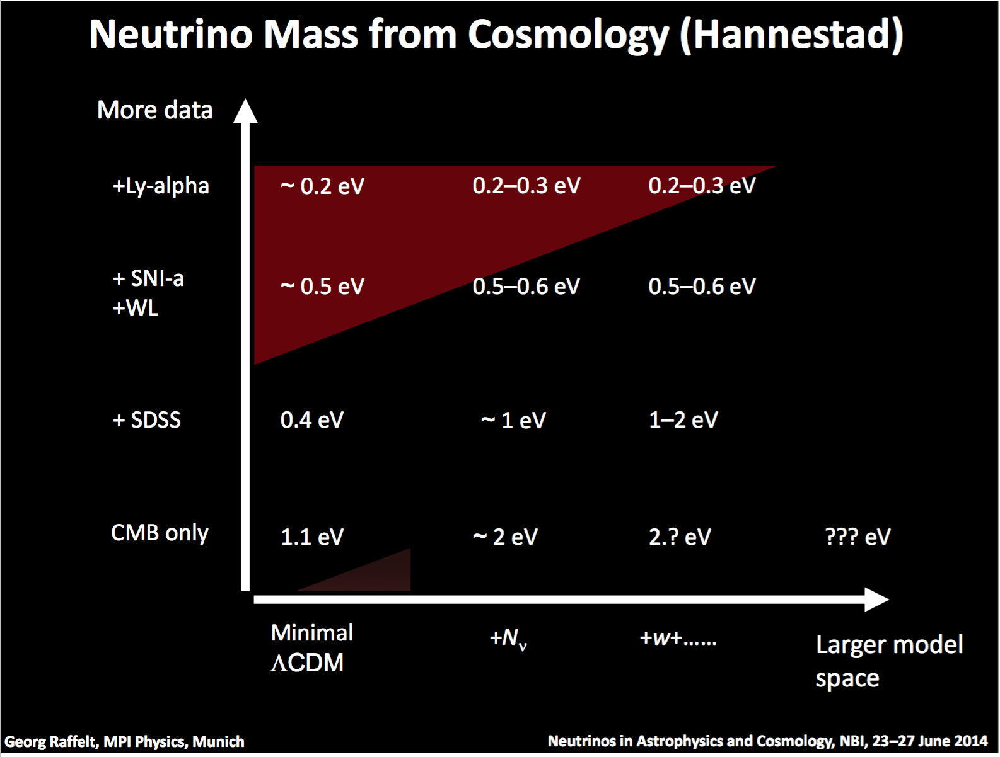 Neutrino Mass from Cosmology (Hannestad)
More data
+Ly-alpha
~ 0.2 eV
0.2–0.3 eV
0.2–0.3 eV
+ SNI-a
+WL
~ 0.5 eV
0.5–0.6 eV
0.5–0.6 eV
+ SDSS
0.4 eV
~ 1 eV
1–2 eV
CMB only
1.1 eV
~ 2 eV
2.? eV
??? eV
Minimal
ΛCDM
+Nν
+w+......
Larger model
space
Georg Raffelt, MPI Physics, Munich
Neutrinos in Astrophysics and Cosmology, NBI, 23–27 June 2014